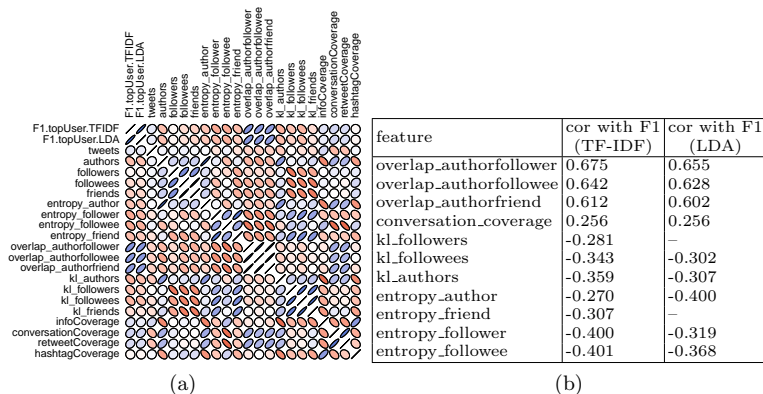 F1.topUser.TFIDF
F1.topUser.LDA
tweets
authors
followers
followees
friends
entropy_author
entropy_follower
entropy_followee
entropy_friend
overlap_authorfollower
overlap_authorfollowee
overlap_authorfriend
kl_authors
kl_followers
kl_followees
kl_friends
infoCoverage
conversationCoverage
retweetCoverage
hashtagCoverage
F1.topUser.TFIDF
F1.topUser.LDA
tweets
authors
followers
followees
friends
entropy_author
entropy_follower
entropy_followee
entropy_friend
overlap_authorfollower
overlap_authorfollowee
overlap_authorfriend
kl_authors
kl_followers
kl_followees
kl_friends
infoCoverage
conversationCoverage
retweetCoverage
hashtagCoverage
(a)
feature cor with F1 (TF-IDF) cor with F1 (LDA)
overlap_authorfollower 0.675 0.655
overlap_authorfollowee 0.642 0.628
overlap_authorfriend 0.612 0.602
conversation_coverage 0.256 0.256
kl_followers -0.281 –
kl_followees -0.343 -0.302
kl_authors -0.359 -0.307
entropy_author -0.270 -0.400
entropy_friend -0.307 –
entropy_follower -0.400 -0.319
entropy_followee -0.401 -0.368
(b)